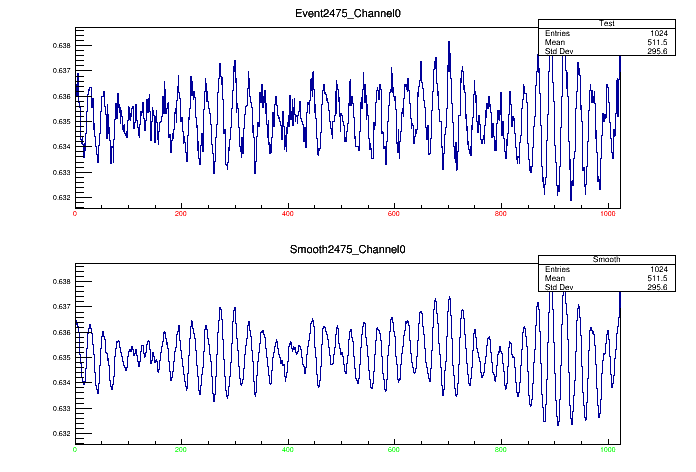 Event2475_Channel0
Test
Entries 1024
Mean 511.5
Std Dev 295.6
0.638
0.637
0.636
0.635
0.634
0.633
0.632
0 200 400 600 800 1000
Smooth2475_Channel0
Smooth
Entries 1024
Mean 511.5
Std Dev 295.6
0.638
0.637
0.636
0.635
0.634
0.633
0.632
0 200 400 600 800 1000